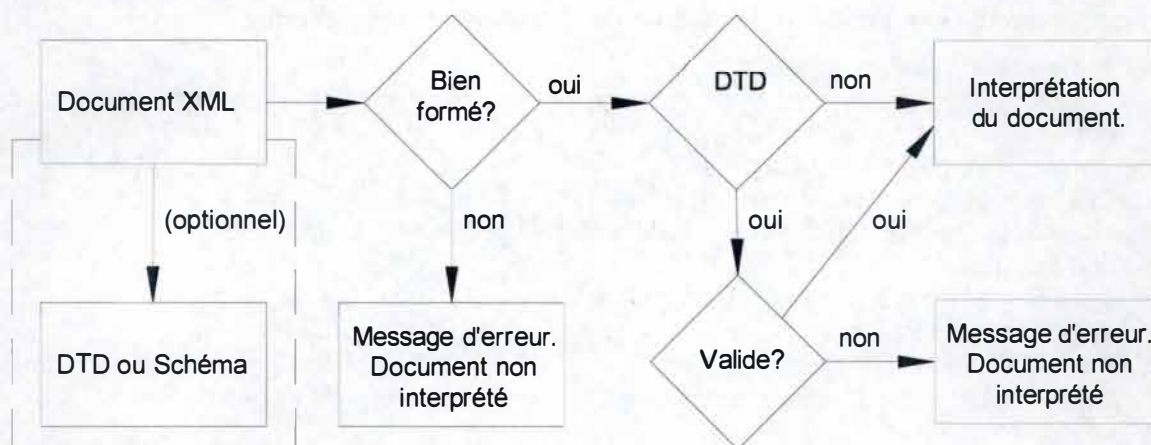 Document XML
Bien
formé?
oui
DTD
non
Interprétation
du document.
(optionnel)
non
oui
oui
DTD ou Schéma
Message d'erreur.
Document non
interprété
Valide?
non
Message d'erreur.
Document non
interprété